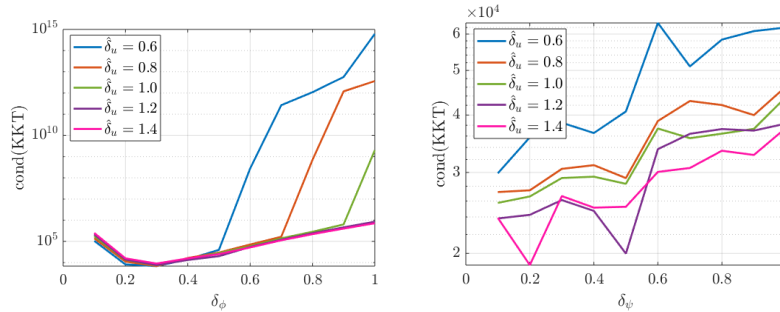 10^15
10^10
10^5
cond(KKT)
δ̂_u = 0.6
δ̂_u = 0.8
δ̂_u = 1.0
δ̂_u = 1.2
δ̂_u = 1.4
0 0.2 0.4 0.6 0.8 1
δ_ϕ
×10^4
6
5
4
3
2
cond(KKT)
δ̂_u = 0.6
δ̂_u = 0.8
δ̂_u = 1.0
δ̂_u = 1.2
δ̂_u = 1.4
0 0.2 0.4 0.6 0.8
δ_ψ